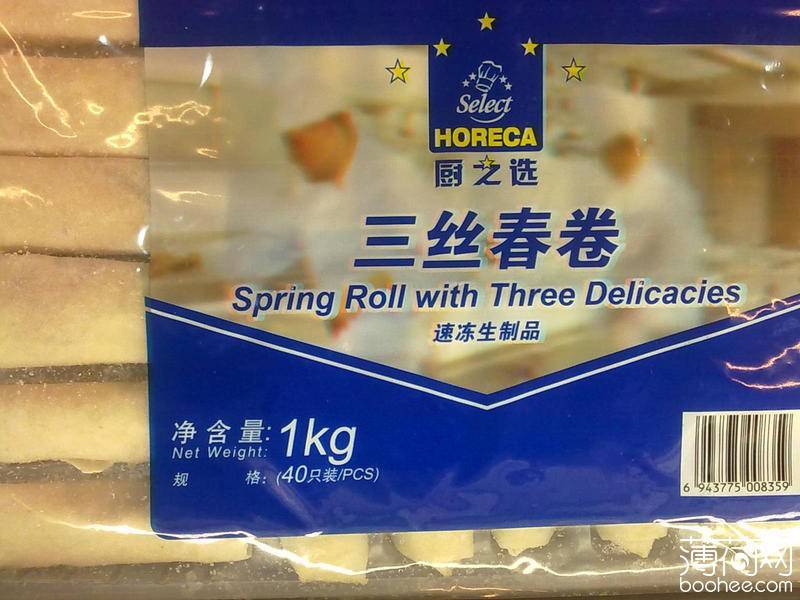 Select
HORECA
厨之选
三丝春卷
Spring Roll with Three Delicacies
速冻生制品
净含量: 1kg
Net Weight:
规 格: (40只装/PCS)
6 943775 008359
薄荷网
boohee.com